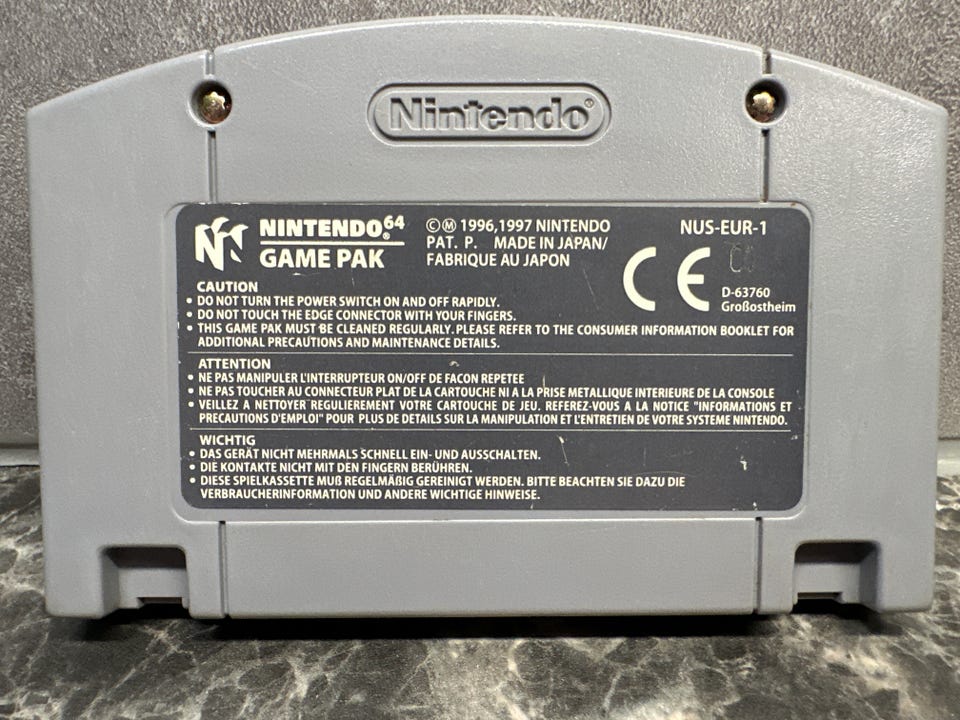 Nintendo®
NINTENDO®64
GAME PAK
©Ⓜ 1996,1997 NINTENDO
PAT. P. MADE IN JAPAN/
FABRIQUE AU JAPON
NUS-EUR-1
CE
D-63760
Großostheim
CAUTION
• DO NOT TURN THE POWER SWITCH ON AND OFF RAPIDLY.
• DO NOT TOUCH THE EDGE CONNECTOR WITH YOUR FINGERS.
• THIS GAME PAK MUST BE CLEANED REGULARLY. PLEASE REFER TO THE CONSUMER INFORMATION BOOKLET FOR
ADDITIONAL PRECAUTIONS AND MAINTENANCE DETAILS.
ATTENTION
• NE PAS MANIPULER L'INTERRUPTEUR ON/OFF DE FACON REPETEE
• NE PAS TOUCHER AU CONNECTEUR PLAT DE LA CARTOUCHE NI A LA PRISE METALLIQUE INTERIEURE DE LA CONSOLE
• VEILLEZ A NETTOYER REGULIEREMENT VOTRE CARTOUCHE DE JEU. REFEREZ-VOUS A LA NOTICE "INFORMATIONS ET
PRECAUTIONS D'EMPLOI" POUR PLUS DE DETAILS SUR LA MANIPULATION ET L'ENTRETIEN DE VOTRE SYSTEME NINTENDO.
WICHTIG
• DAS GERÄT NICHT MEHRMALS SCHNELL EIN- UND AUSSCHALTEN.
• DIE KONTAKTE NICHT MIT DEN FINGERN BERÜHREN.
• DIESE SPIELKASSETTE MUß REGELMÄßIG GEREINIGT WERDEN. BITTE BEACHTEN SIE DAZU DIE
VERBRAUCHERINFORMATION UND ANDERE WICHTIGE HINWEISE.